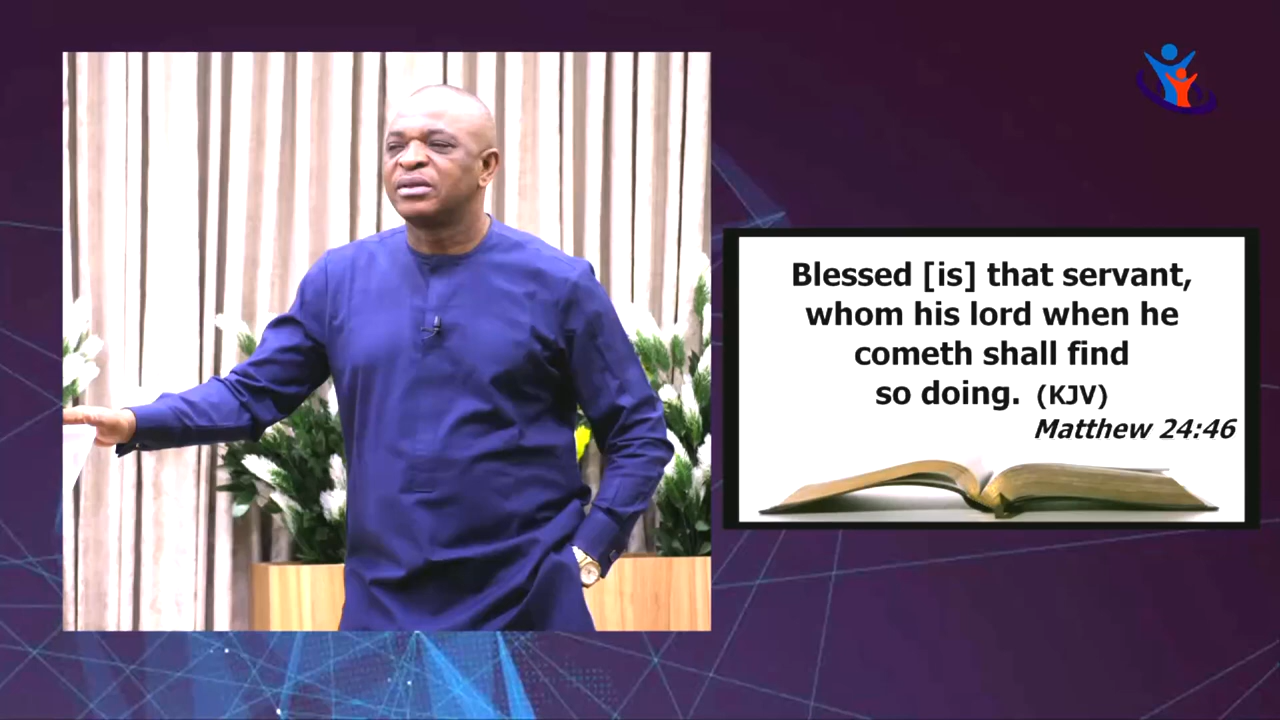 Blessed [is] that servant,
whom his lord when he
cometh shall find
so doing. (KJV)
Matthew 24:46